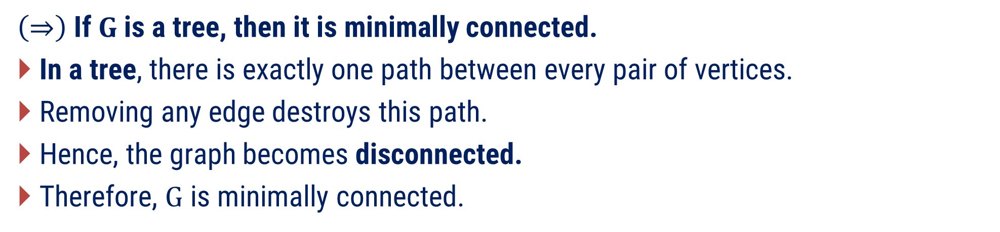 (⇒) If G is a tree, then it is minimally connected.
In a tree, there is exactly one path between every pair of vertices.
Removing any edge destroys this path.
Hence, the graph becomes disconnected.
Therefore, G is minimally connected.